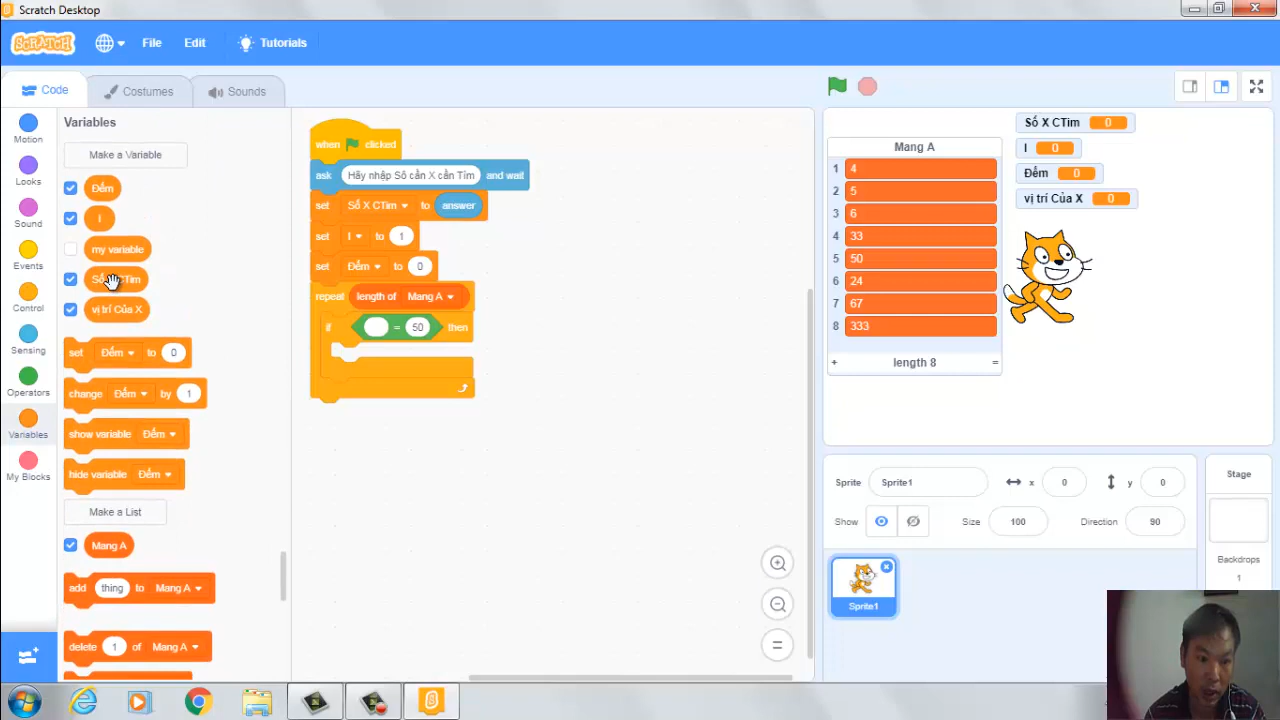 Scratch Desktop
SCRATCH File Edit Tutorials
Code Costumes Sounds
Motion
Looks
Sound
Events
Control
Sensing
Operators
Variables
My Blocks
Variables
Make a Variable
Đếm
I
my variable
vị trí Của X
set Đếm to 0
change Đếm by 1
show variable Đếm
hide variable Đếm
Make a List
Mang A
add thing to Mang A
delete 1 of Mang A
when clicked
ask Hãy nhập Số cần X cần Tìm and wait
set Số X CTim to answer
set I to 1
set Đếm to 0
repeat length of Mang A
if = 50 then
Mang A
1 4
2 5
3 6
4 33
5 50
6 24
7 67
8 333
+ length 8 =
Số X CTim 0
I 0
Đếm 0
vị trí Của X 0
Sprite Sprite1 x 0 y 0
Show Size 100 Direction 90
Sprite1
Stage
Backdrops
1